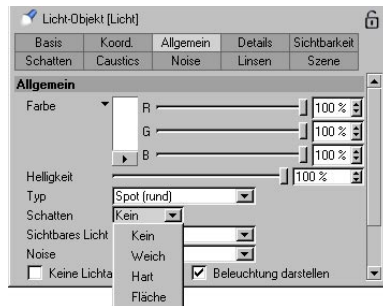 Licht-Objekt [Licht]
Basis Koord. Allgemein Details Sichtbarkeit
Schatten Caustics Noise Linsen Szene
Allgemein
Farbe R 100 %
G 100 %
B 100 %
Helligkeit 100 %
Typ Spot (rund)
Schatten Kein
Sichtbares Licht Kein
Noise Weich
Keine Lichta Hart Beleuchtung darstellen
Fläche